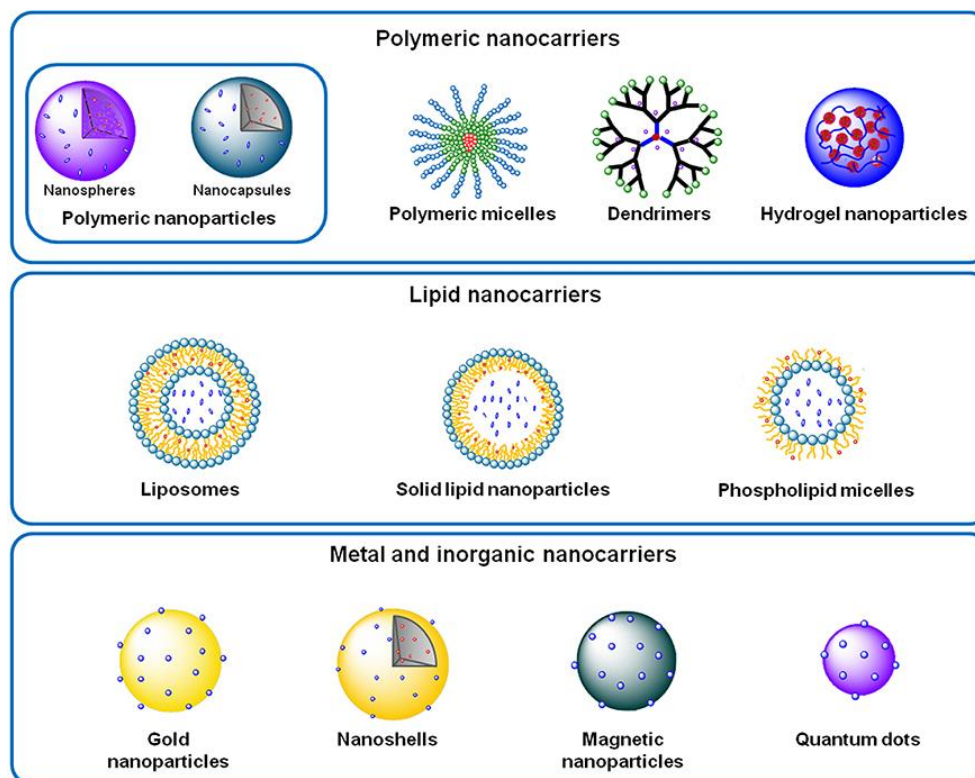 Polymeric nanocarriers
Nanospheres
Nanocapsules
Polymeric nanoparticles
Polymeric micelles
Dendrimers
Hydrogel nanoparticles
Lipid nanocarriers
Liposomes
Solid lipid nanoparticles
Phospholipid micelles
Metal and inorganic nanocarriers
Gold
nanoparticles
Nanoshells
Magnetic
nanoparticles
Quantum dots